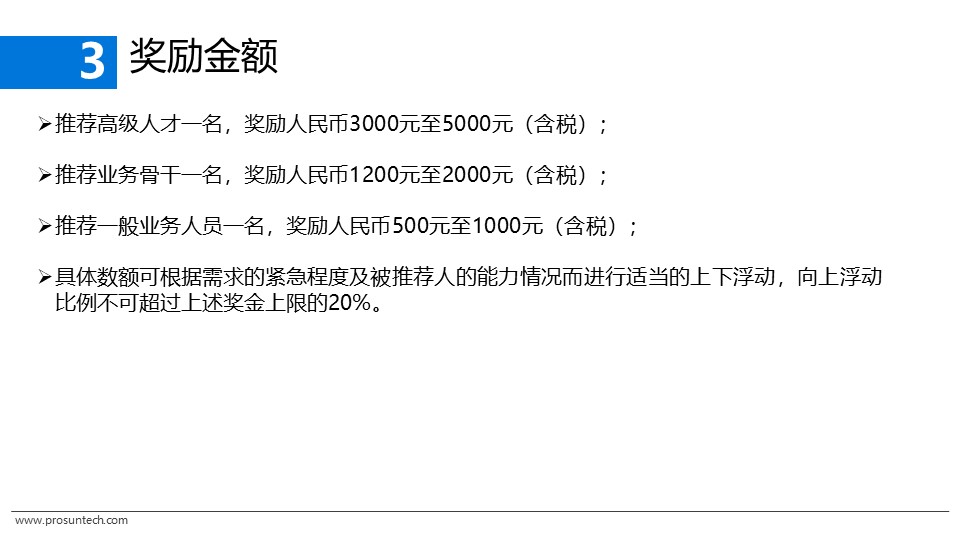 3 奖励金额
➢推荐高级人才一名，奖励人民币3000元至5000元（含税）；
➢推荐业务骨干一名，奖励人民币1200元至2000元（含税）；
➢推荐一般业务人员一名，奖励人民币500元至1000元（含税）；
➢具体数额可根据需求的紧急程度及被推荐人的能力情况而进行适当的上下浮动，向上浮动
比例不可超过上述奖金上限的20%。
www.prosuntech.com